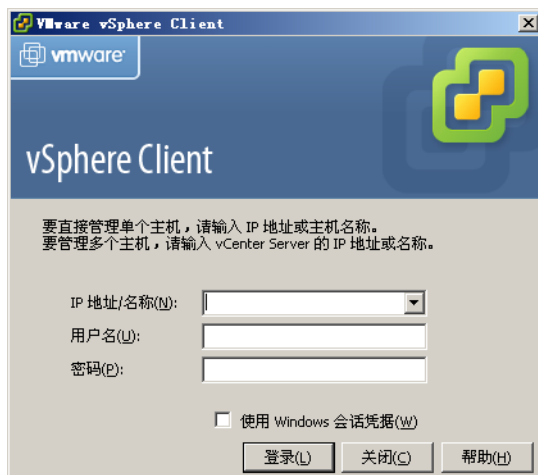 VMware vSphere Client
vmware
vSphere Client
要直接管理单个主机，请输入 IP 地址或主机名称。
要管理多个主机，请输入 vCenter Server 的 IP 地址或名称。
IP 地址/名称(N):
用户名(U):
密码(P):
使用 Windows 会话凭据(W)
登录(L) 关闭(C) 帮助(H)